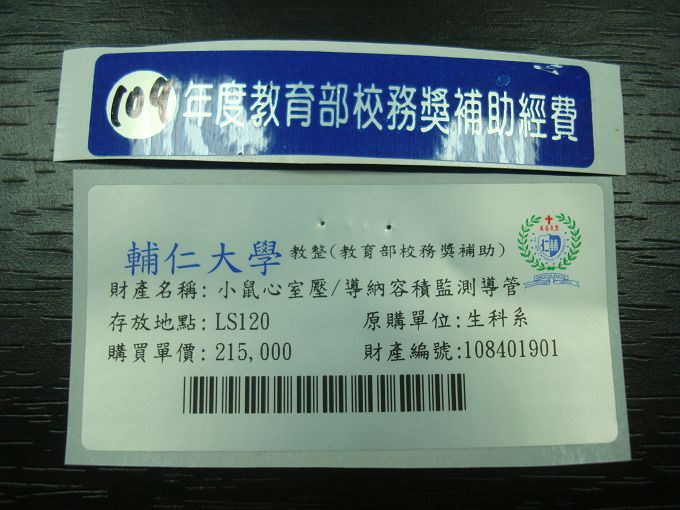 109年度教育部校務獎補助經費
輔仁大學 教整(教育部校務獎補助)
財產名稱: 小鼠心室壓/導納容積監測導管
存放地點: LS120 原購單位: 生科系
購買單價: 215,000 財產編號:108401901